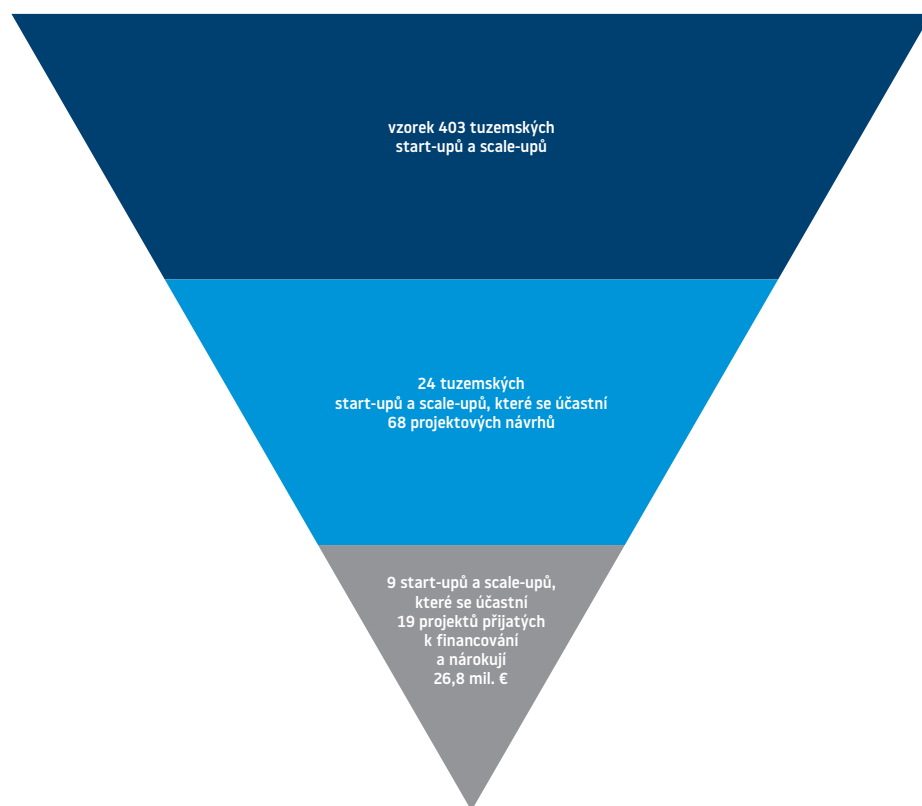 vzorek 403 tuzemských
start-upů a scale-upů
24 tuzemských
start-upů a scale-upů, které se účastní
68 projektových návrhů
9 start-upů a scale-upů,
které se účastní
19 projektů přijatých
k financování
a nárokují
26,8 mil. €